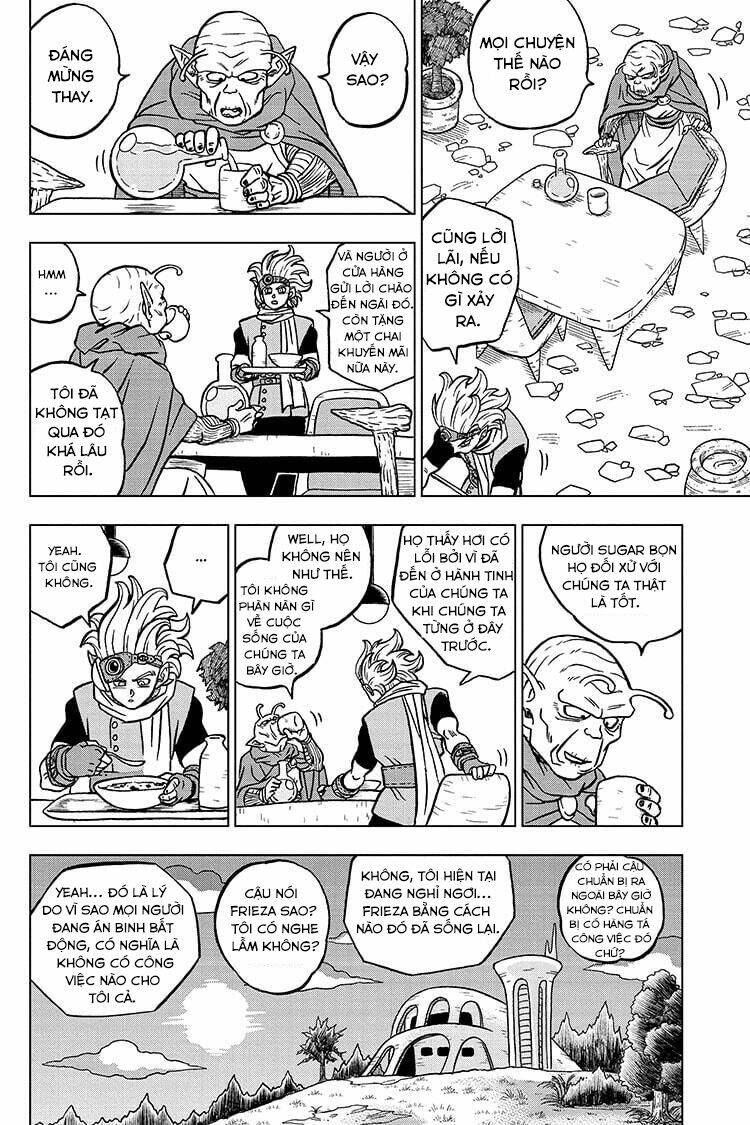 MỌI CHUYỆN
THẾ NÀO
RỒI?
CŨNG LỜI
LÃI, NẾU
KHÔNG CÓ
GÌ XẢY
RA.
VẬY
SAO?
ĐÁNG
MỪNG
THAY.
VÀ NGƯỜI Ở
CỬA HÀNG
GỬI LỜI CHÀO
ĐẾN NGÀI ĐÓ.
CÒN TẶNG
MỘT CHAI
KHUYẾN MÃI
NỮA NÀY.
HMM
...
TÔI ĐÃ
KHÔNG TẠT
QUA ĐÓ
KHÁ LÂU
RỒI.
NGƯỜI SUGAR BỌN
HỌ ĐỐI XỬ VỚI
CHÚNG TA THẬT
LÀ TỐT.
HỌ THẤY HƠI CÓ
LỖI BỞI VÌ ĐÃ
ĐẾN Ở HÀNH TINH
CỦA CHÚNG TA
KHI CHÚNG TA
TỪNG Ở ĐÂY
TRƯỚC.
WELL, HỌ
KHÔNG NÊN
NHƯ THẾ.
TÔI KHÔNG
PHÀN NÀN GÌ
VỀ CUỘC
SỐNG CỦA
CHÚNG TA
BÂY GIỜ.
...
YEAH.
TÔI CŨNG
KHÔNG.
CÓ PHẢI CẬU
CHUẨN BỊ RA
NGOÀI BÂY GIỜ
KHÔNG? CHUẨN
BỊ CÓ HÀNG TÁ
CÔNG VIỆC ĐÓ
CHỨ?
KHÔNG, TÔI HIỆN TẠI
ĐANG NGHỈ NGƠI...
FRIEZA BẰNG CÁCH
NÀO ĐÓ ĐÃ SỐNG LẠI.
CẬU NÓI
FRIEZA SAO?
TÔI CÓ NGHE
LẦM KHÔNG?
YEAH... ĐÓ LÀ LÝ
DO VÌ SAO MỌI NGƯỜI
ĐANG ÁN BINH BẤT
ĐỘNG, CÓ NGHĨA LÀ
KHÔNG CÓ CÔNG
VIỆC NÀO CHO
TÔI CẢ.